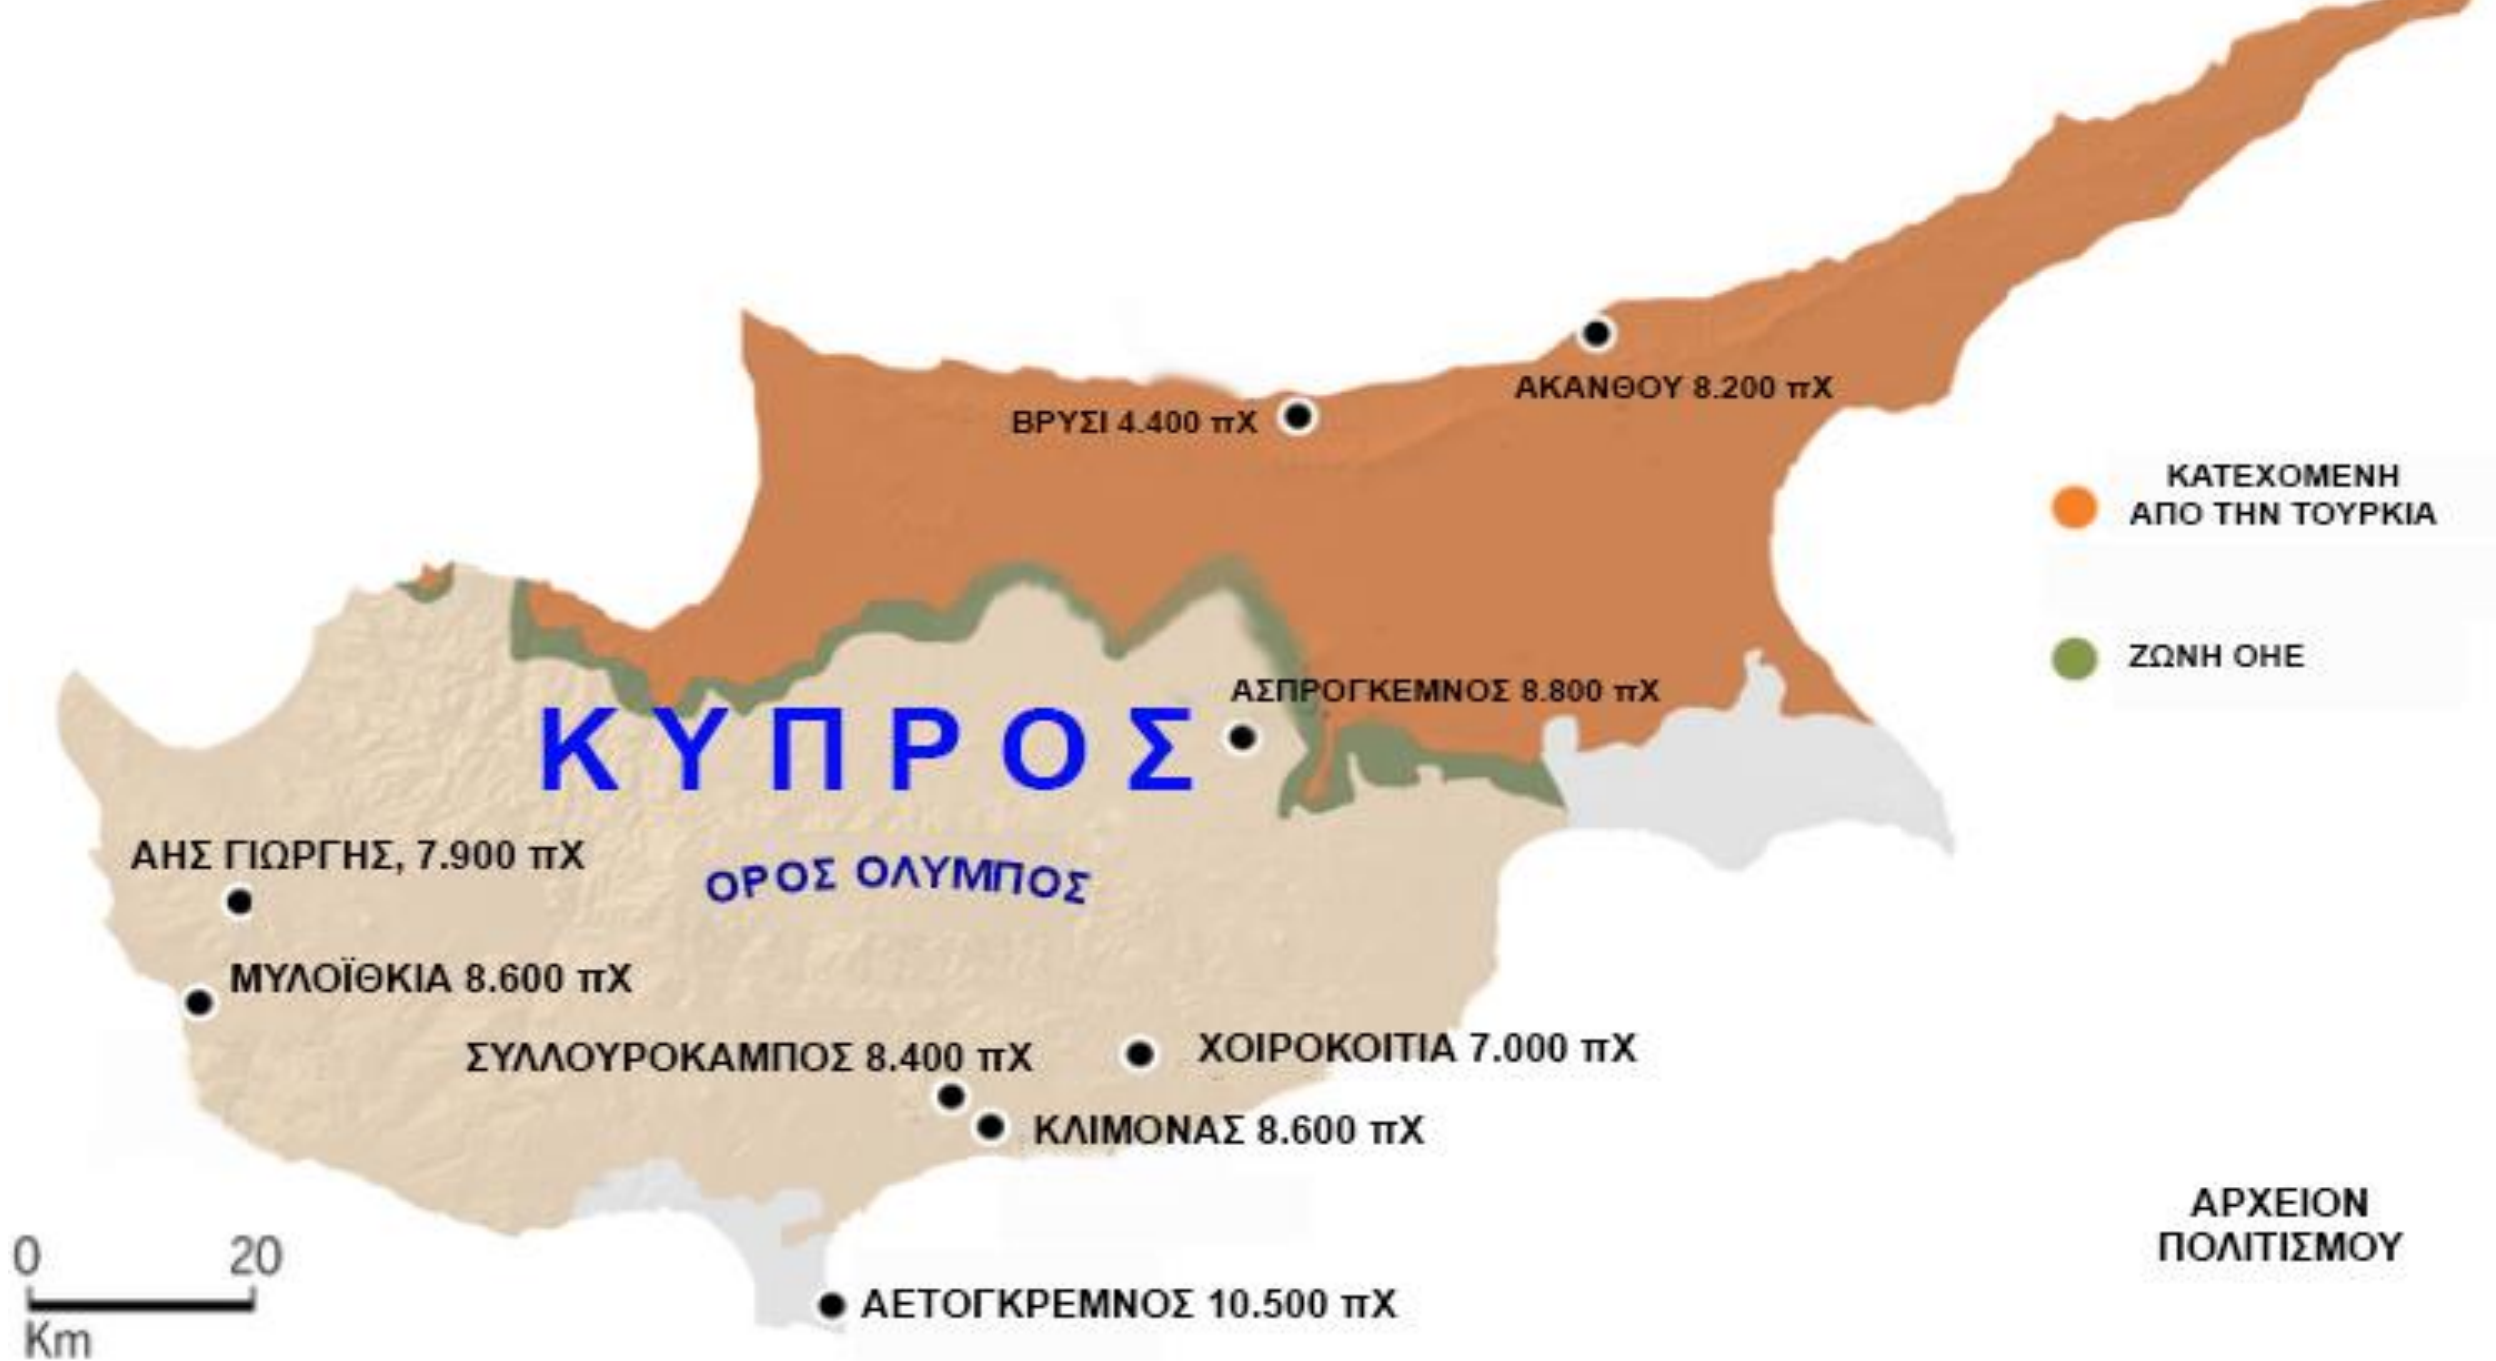 ΒΡΥΣΙ 4.400 πΧ
ΑΚΑΝΘΟΥ 8.200 πΧ
ΚΑΤΕΧΟΜΕΝΗ
ΑΠΟ ΤΗΝ ΤΟΥΡΚΙΑ
ΖΩΝΗ ΟΗΕ
ΑΣΠΡΟΓΚΕΜΝΟΣ 8.800 πΧ
ΚΥΠΡΟΣ
ΑΗΣ ΓΙΩΡΓΗΣ, 7.900 πΧ
ΟΡΟΣ ΟΛΥΜΠΟΣ
ΜΥΛΟΪΘΚΙΑ 8.600 πΧ
ΣΥΛΛΟΥΡΟΚΑΜΠΟΣ 8.400 πΧ
ΧΟΙΡΟΚΟΙΤΙΑ 7.000 πΧ
ΚΛΙΜΟΝΑΣ 8.600 πΧ
ΑΕΤΟΓΚΡΕΜΝΟΣ 10.500 πΧ
ΑΡΧΕΙΟΝ
ΠΟΛΙΤΙΣΜΟΥ
0 20
Km